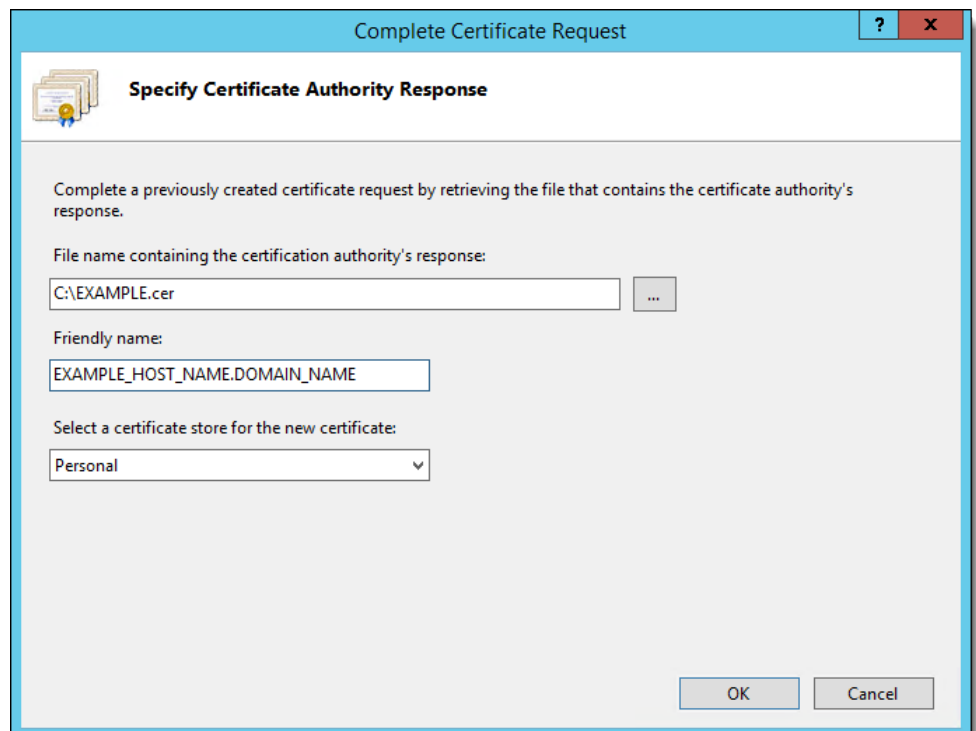 Complete Certificate Request
?
x
Specify Certificate Authority Response
Complete a previously created certificate request by retrieving the file that contains the certificate authority's
response.
File name containing the certification authority's response:
C:\EXAMPLE.cer
...
Friendly name:
EXAMPLE_HOST_NAME.DOMAIN_NAME
Select a certificate store for the new certificate:
Personal
OK
Cancel